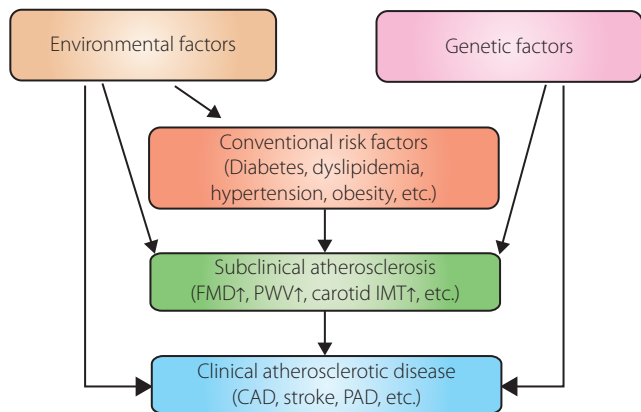 Environmental factors
Genetic factors
Conventional risk factors
(Diabetes, dyslipidemia,
hypertension, obesity, etc.)
Subclinical atherosclerosis
(FMD↑, PWV↑, carotid IMT↑, etc.)
Clinical atherosclerotic disease
(CAD, stroke, PAD, etc.)